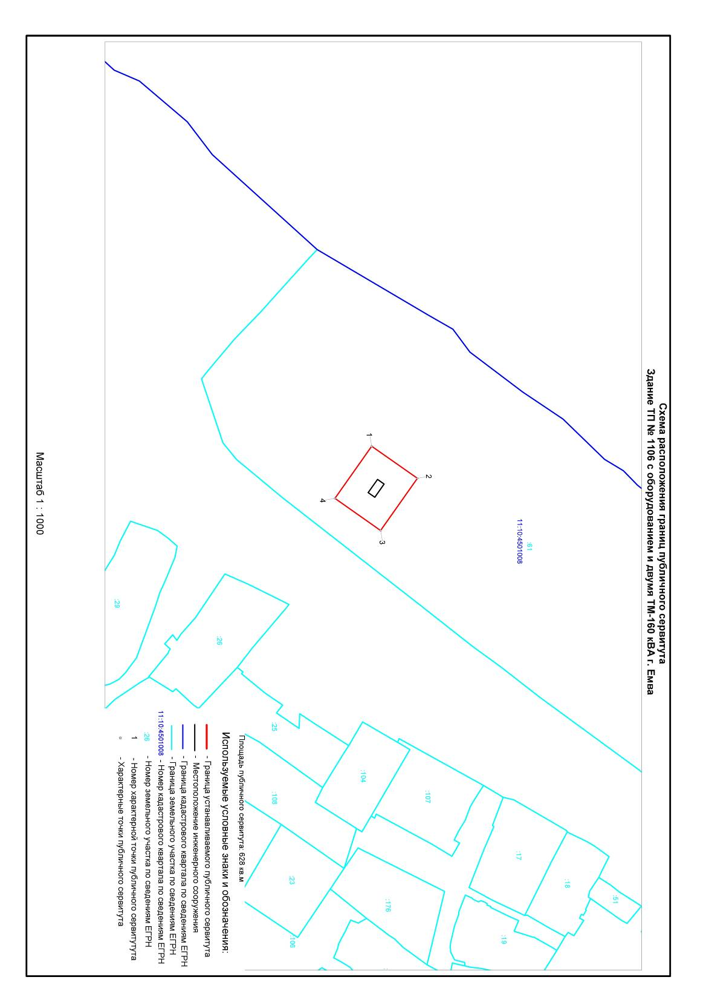 Схема расположения границ публичного сервитута
Здание ТП № 1106 с оборудованием и двумя ТМ-160 кВА г. Емва
:61
11:10:4501008
2
1
3
4
:51
:18
:17
:19
:107
:104
:176
:106
:23
:108
:25
:26
:29
Площадь публичного сервитута: 628 кв.м
Используемые условные знаки и обозначения:
- Граница устанавливаемого публичного сервитута
- Местоположение инженерного сооружения
- Граница кадастрового квартала по сведениям ЕГРН
- Граница земельного участка по сведениям ЕГРН
11:10:4501008 - Номер кадастрового квартала по сведениям ЕГРН
:26 - Номер земельного участка по сведениям ЕГРН
1 - Номер характерной точки публичного сервитутута
- Характерные точки публичного сервитута
Масштаб 1 : 1000